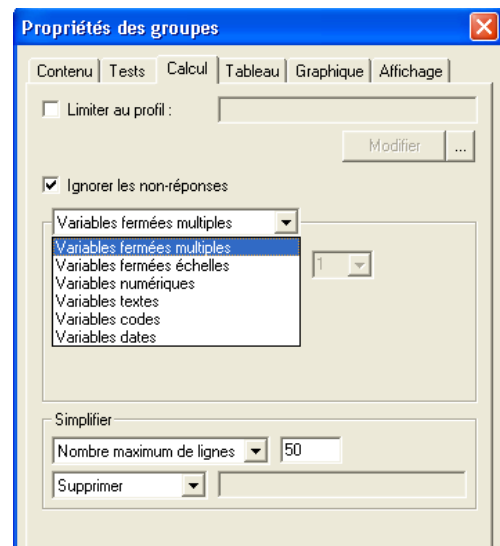 Propriétés des groupes
Contenu Tests Calcul Tableau Graphique Affichage
Limiter au profil :
Modifier ...
Ignorer les non-réponses
Variables fermées multiples
Variables fermées multiples
Variables fermées échelles
1
Variables numériques
Variables textes
Variables codes
Variables dates
Simplifier
Nombre maximum de lignes 50
Supprimer